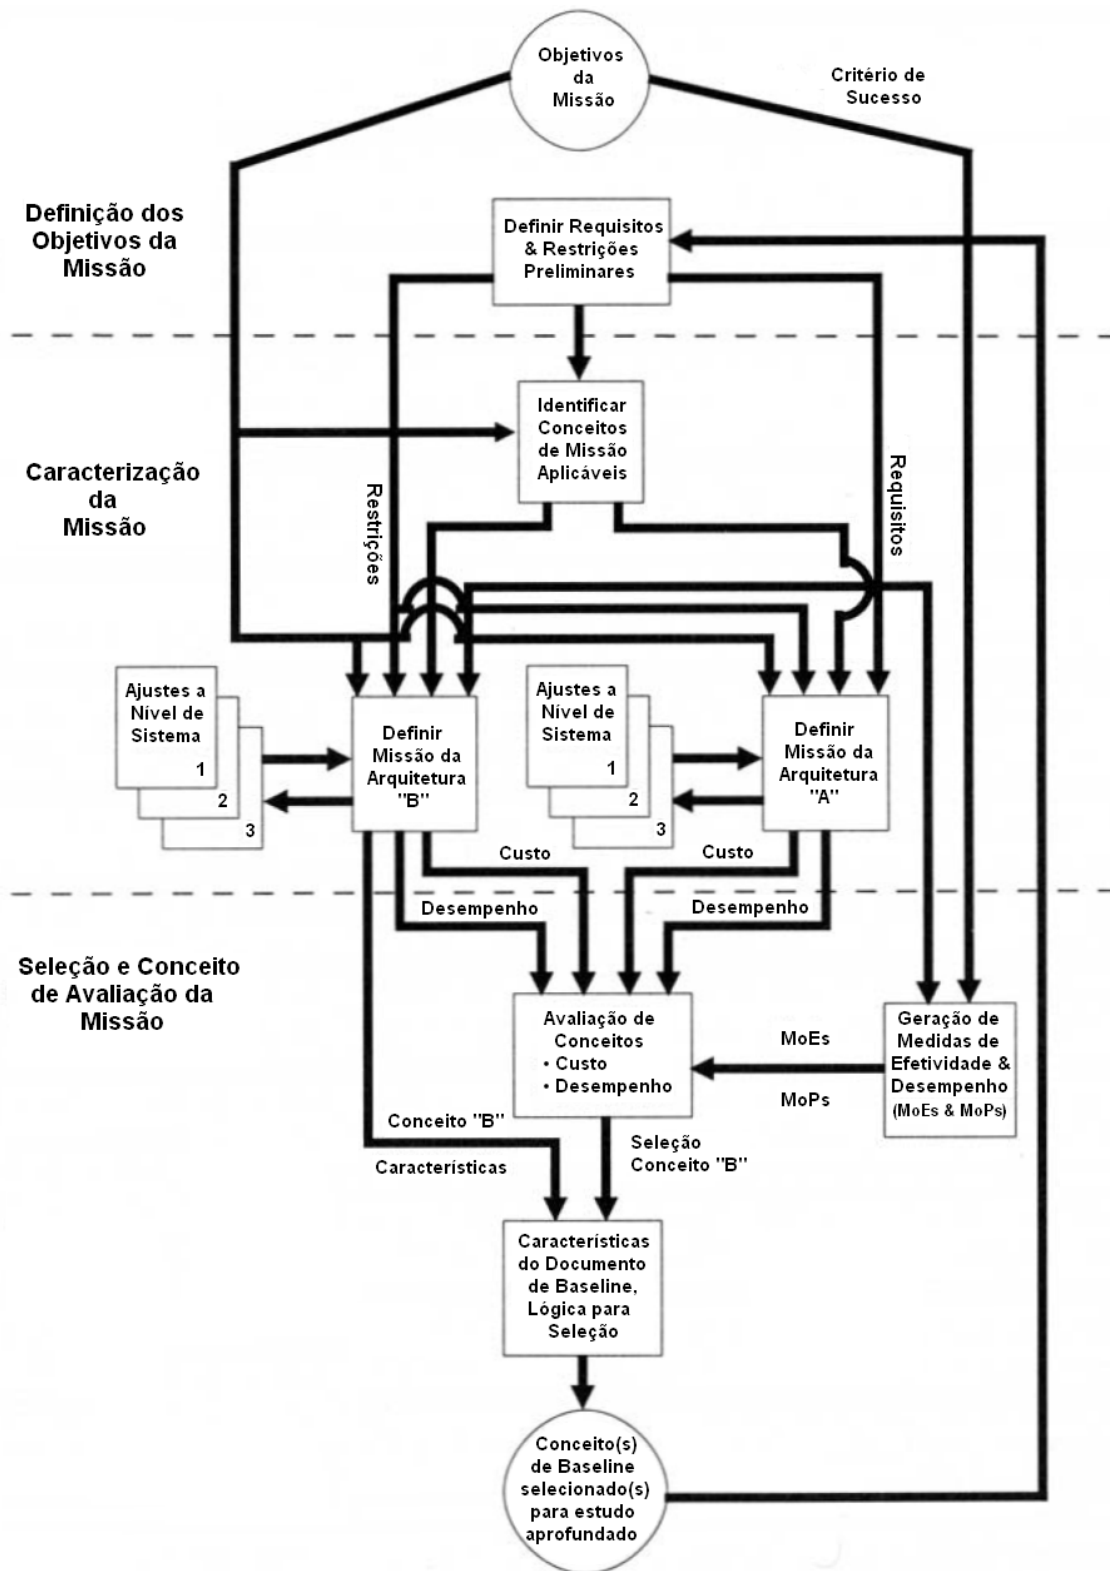 Objetivos
da
Missão
Critério de
Sucesso
Definição dos
Objetivos da
Missão
Definir Requisitos
& Restrições
Preliminares
Identificar
Conceitos
de Missão
Aplicáveis
Caracterização
da
Missão
Restrições
Requisitos
Ajustes a
Nível de
Sistema
1
2
3
Definir
Missão da
Arquitetura
"B"
Ajustes a
Nível de
Sistema
1
2
3
Definir
Missão da
Arquitetura
"A"
Custo
Custo
Desempenho
Desempenho
Seleção e Conceito
de Avaliação da
Missão
Avaliação de
Conceitos
• Custo
• Desempenho
MoEs
MoPs
Geração de
Medidas de
Efetividade &
Desempenho
(MoEs & MoPs)
Conceito "B"
Características
Seleção
Conceito "B"
Características
do Documento
de Baseline,
Lógica para
Seleção
Conceito(s)
de Baseline
selecionado(s)
para estudo
aprofundado